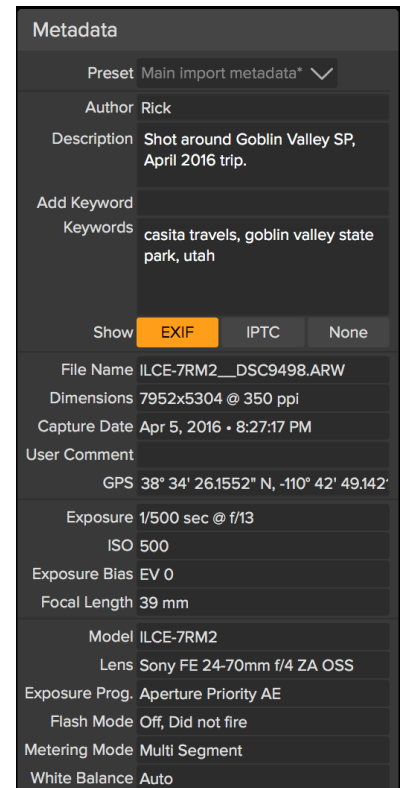 Metadata
Preset Main import metadata*
Author Rick
Description Shot around Goblin Valley SP,
April 2016 trip.
Add Keyword
Keywords casita travels, goblin valley state
park, utah
Show EXIF IPTC None
File Name ILCE-7RM2__DSC9498.ARW
Dimensions 7952x5304 @ 350 ppi
Capture Date Apr 5, 2016 • 8:27:17 PM
User Comment
GPS 38° 34' 26.1552" N, -110° 42' 49.142
Exposure 1/500 sec @ f/13
ISO 500
Exposure Bias EV 0
Focal Length 39 mm
Model ILCE-7RM2
Lens Sony FE 24-70mm f/4 ZA OSS
Exposure Prog. Aperture Priority AE
Flash Mode Off, Did not fire
Metering Mode Multi Segment
White Balance Auto